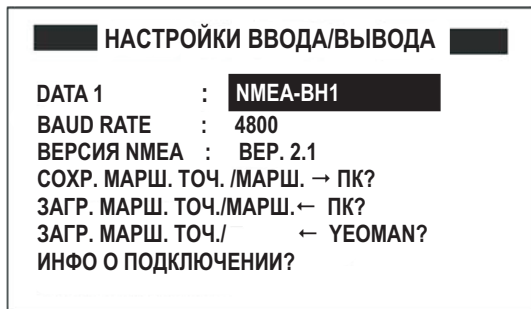 НАСТРОЙКИ ВВОДА/ВЫВОДА
DATA 1 : NMEA-ВН1
BAUD RATE : 4800
ВЕРСИЯ NMEA : ВЕР. 2.1
СОХР. МАРШ. ТОЧ. /МАРШ. → ПК?
ЗАГР. МАРШ. ТОЧ./МАРШ.← ПК?
ЗАГР. МАРШ. ТОЧ./ ← YEOMAN?
ИНФО О ПОДКЛЮЧЕНИИ?